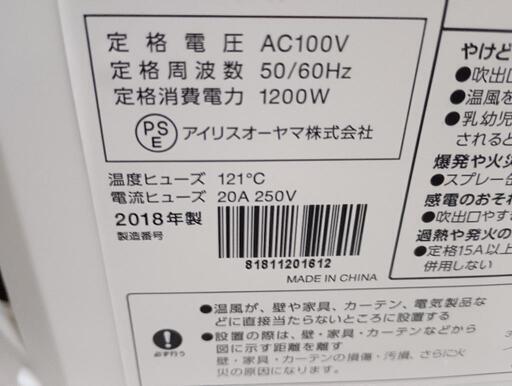 定格電圧 AC100V
定格周波数 50/60Hz
定格消費電力 1200W
PSE アイリスオーヤマ株式会社
温度ヒューズ 121°C
電流ヒューズ 20A 250V
2018年製
製造番号
81811201612
MADE IN CHINA
やけど
●吹出口
●温風を
●乳幼児
されると
爆発や火災
●スプレー缶
感電のおそれ
●吹出口やす
過熱や発火の
●定格15A以上
併用しない
必ず行う
●温風が、壁や家具、カーテン、電気製品な
どに直接当たらないところに設置する
●設置の際は、壁・家具・カーテンなどから
図に示す距離を離す
壁・家具・カーテンの損傷・汚損、さらに火
災の原因になります